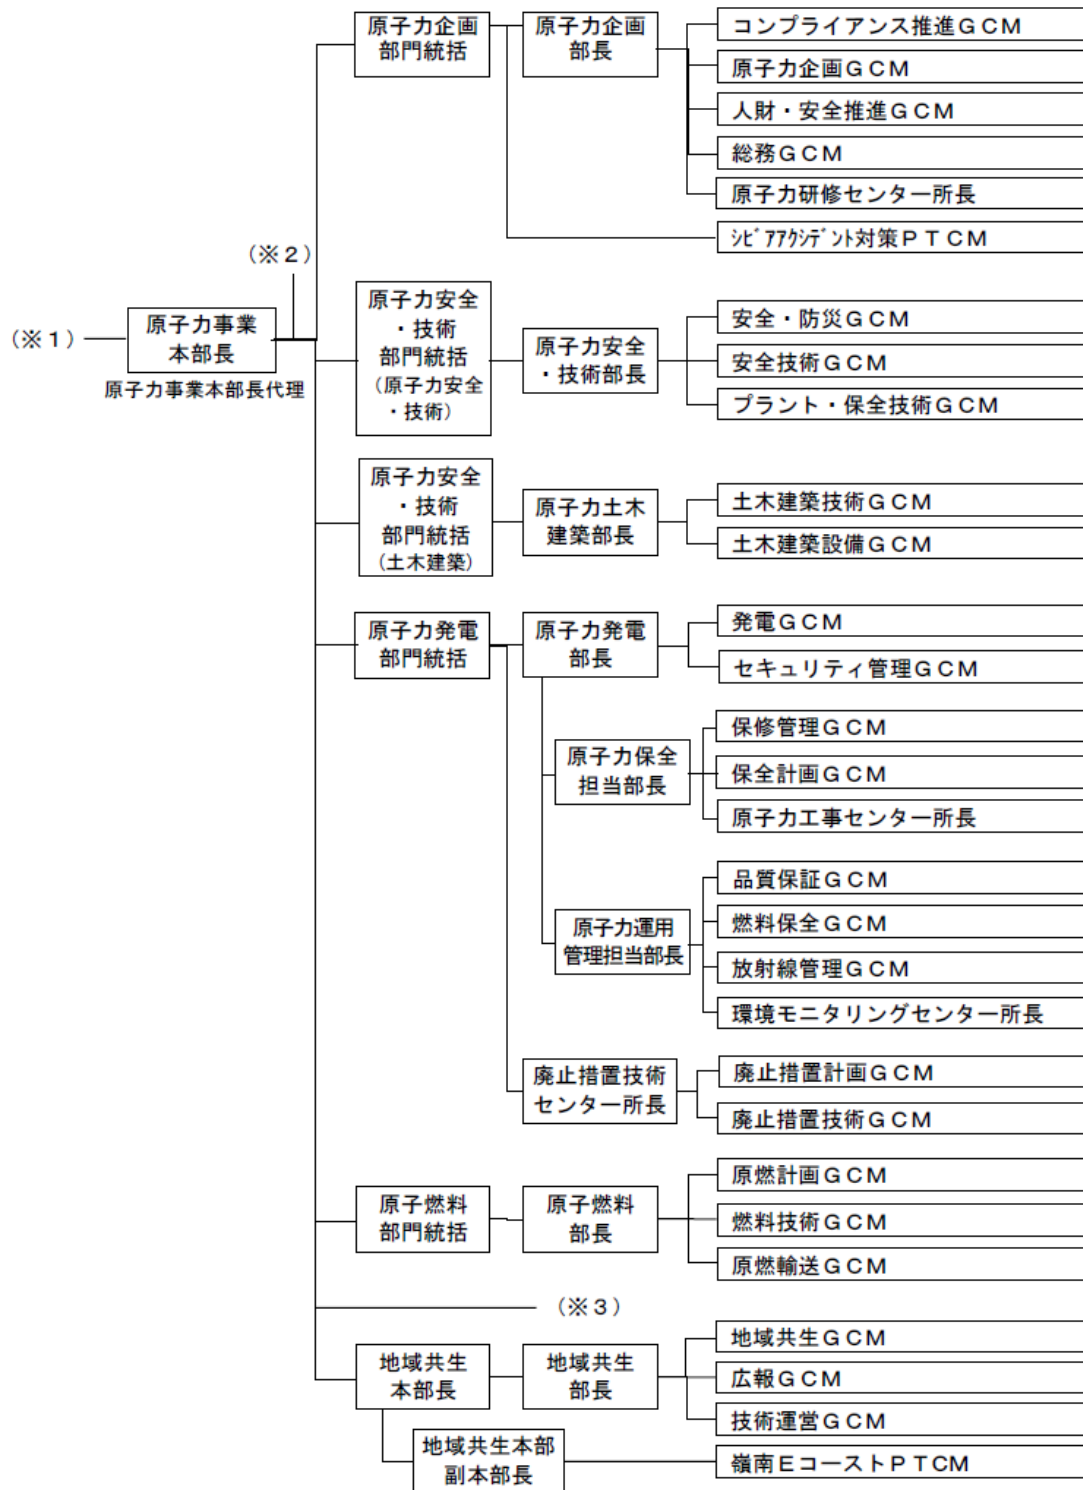 原子力企画
部門統括
原子力企画
部長
コンプライアンス推進ＧＣＭ
原子力企画ＧＣＭ
人財・安全推進ＧＣＭ
総務ＧＣＭ
原子力研修センター所長
ｼﾋﾞｱｱｸｼﾃﾞﾝﾄ対策ＰＴＣＭ
（※２）
（※１）
原子力事業
本部長
原子力事業本部長代理
原子力安全
・技術
部門統括
（原子力安全
・技術）
原子力安全
・技術部長
安全・防災ＧＣＭ
安全技術ＧＣＭ
プラント・保全技術ＧＣＭ
原子力安全
・技術
部門統括
（土木建築）
原子力土木
建築部長
土木建築技術ＧＣＭ
土木建築設備ＧＣＭ
原子力発電
部門統括
原子力発電
部長
発電ＧＣＭ
セキュリティ管理ＧＣＭ
原子力保全
担当部長
保修管理ＧＣＭ
保全計画ＧＣＭ
原子力工事センター所長
原子力運用
管理担当部長
品質保証ＧＣＭ
燃料保全ＧＣＭ
放射線管理ＧＣＭ
環境モニタリングセンター所長
廃止措置技術
センター所長
廃止措置計画ＧＣＭ
廃止措置技術ＧＣＭ
原子燃料
部門統括
原子燃料
部長
原燃計画ＧＣＭ
燃料技術ＧＣＭ
原燃輸送ＧＣＭ
（※３）
地域共生
本部長
地域共生
部長
地域共生ＧＣＭ
広報ＧＣＭ
技術運営ＧＣＭ
地域共生本部
副本部長
嶺南ＥコーストＰＴＣＭ